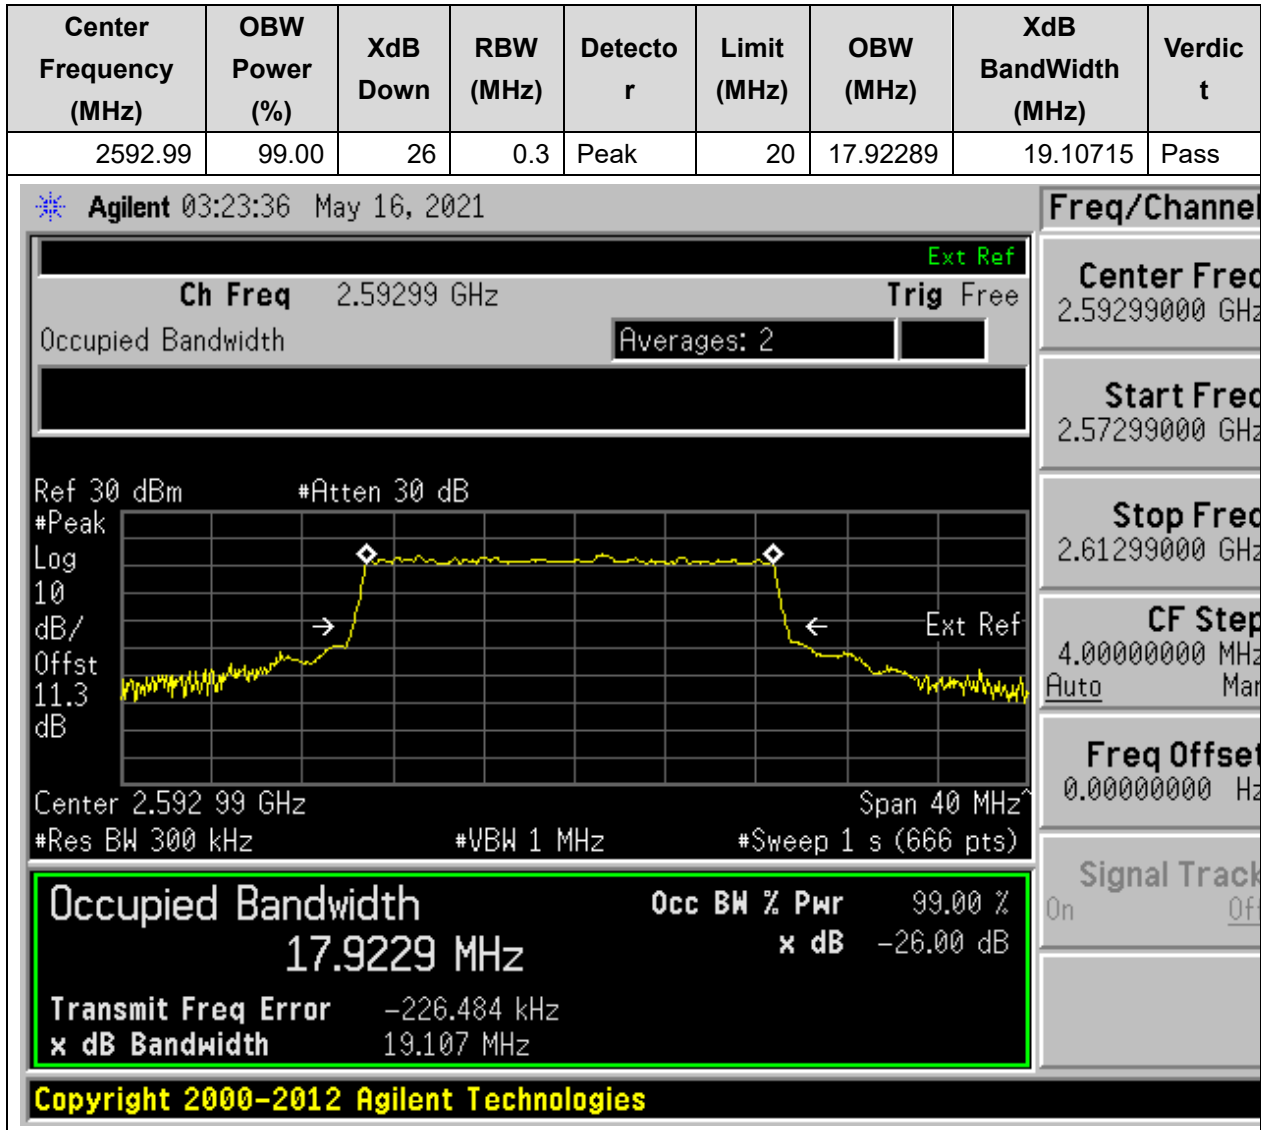 Center Frequency (MHz) OBW Power (%) XdB Down RBW (MHz) Detecto r Limit (MHz) OBW (MHz) XdB BandWidth (MHz) Verdic t
2592.99 99.00 26 0.3 Peak 20 17.92289 19.10715 Pass
Agilent 03:23:36 May 16, 2021 Freq/Channel
Ext Ref
Ch Freq 2.59299 GHz Trig Free
Occupied Bandwidth Averages: 2
Center Freq
2.59299000 GHz
Start Freq
2.57299000 GHz
Stop Freq
2.61299000 GHz
CF Step
4.00000000 MHz
Auto Man
Freq Offset
0.00000000 Hz
Signal Track
On Off
Ref 30 dBm #Atten 30 dB
#Peak
Log
10
dB/
Offst
11.3
dB
Ext Ref
Center 2.592 99 GHz Span 40 MHz^
#Res BW 300 kHz #VBW 1 MHz #Sweep 1 s (666 pts)
Occupied Bandwidth Occ BW % Pwr 99.00 %
17.9229 MHz x dB -26.00 dB
Transmit Freq Error -226.484 kHz
x dB Bandwidth 19.107 MHz
Copyright 2000-2012 Agilent Technologies